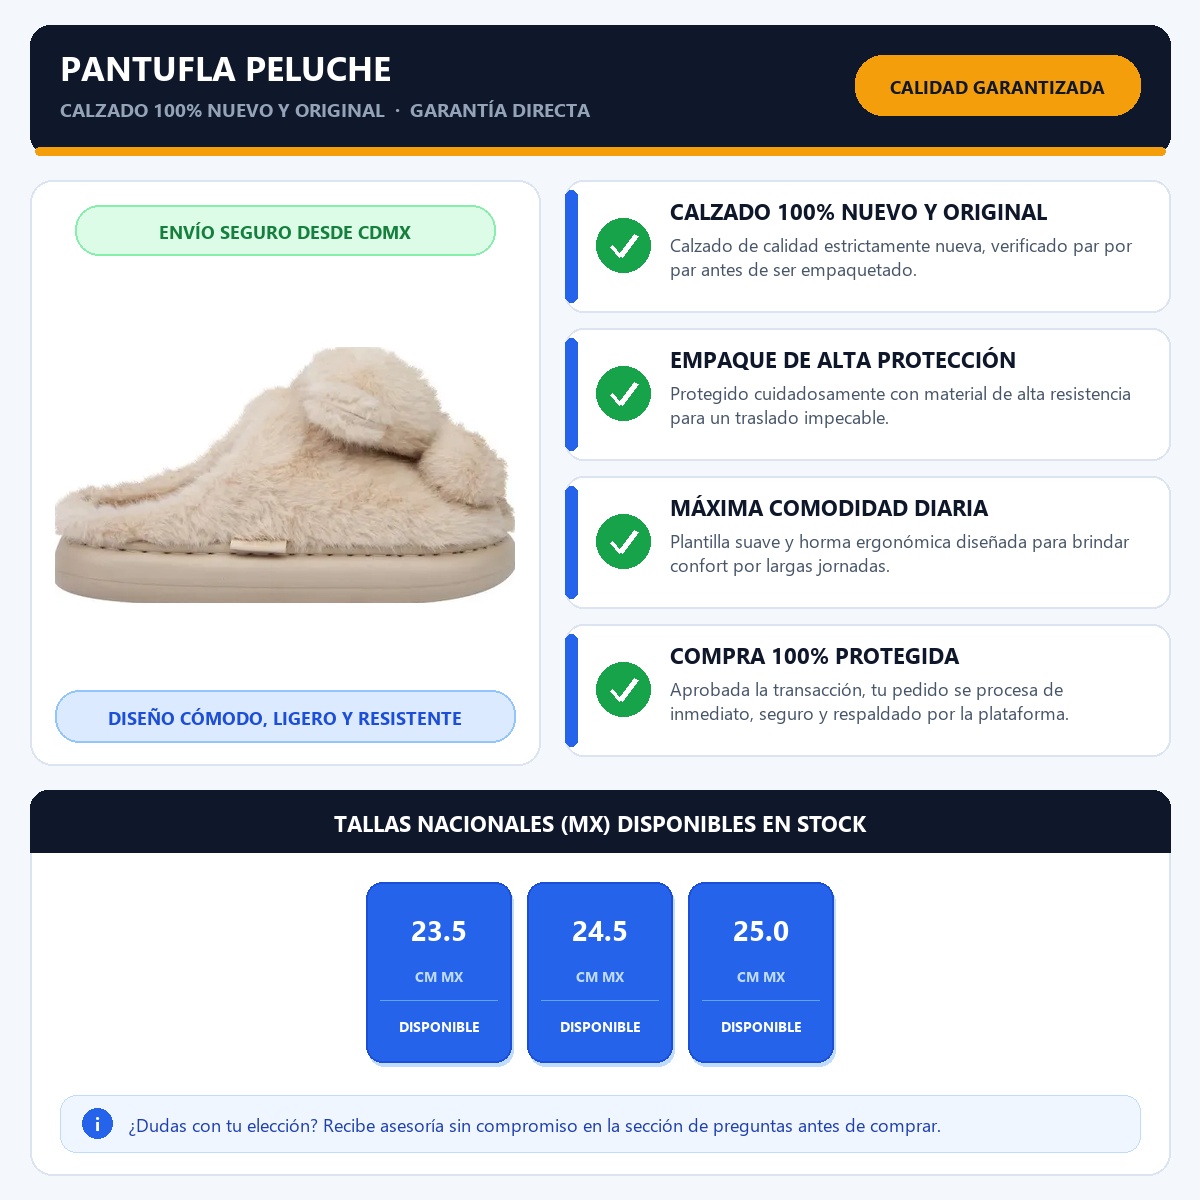 PANTUFLA PELUCHE
CALZADO 100% NUEVO Y ORIGINAL · GARANTÍA DIRECTA
CALIDAD GARANTIZADA
ENVÍO SEGURO DESDE CDMX
DISEÑO CÓMODO, LIGERO Y RESISTENTE
CALZADO 100% NUEVO Y ORIGINAL
Calzado de calidad estrictamente nueva, verificado par por
par antes de ser empaquetado.
EMPAQUE DE ALTA PROTECCIÓN
Protegido cuidadosamente con material de alta resistencia
para un traslado impecable.
MÁXIMA COMODIDAD DIARIA
Plantilla suave y horma ergonómica diseñada para brindar
confort por largas jornadas.
COMPRA 100% PROTEGIDA
Aprobada la transacción, tu pedido se procesa de
inmediato, seguro y respaldado por la plataforma.
TALLAS NACIONALES (MX) DISPONIBLES EN STOCK
23.5
CM MX
DISPONIBLE
24.5
CM MX
DISPONIBLE
25.0
CM MX
DISPONIBLE
¿Dudas con tu elección? Recibe asesoría sin compromiso en la sección de preguntas antes de comprar.